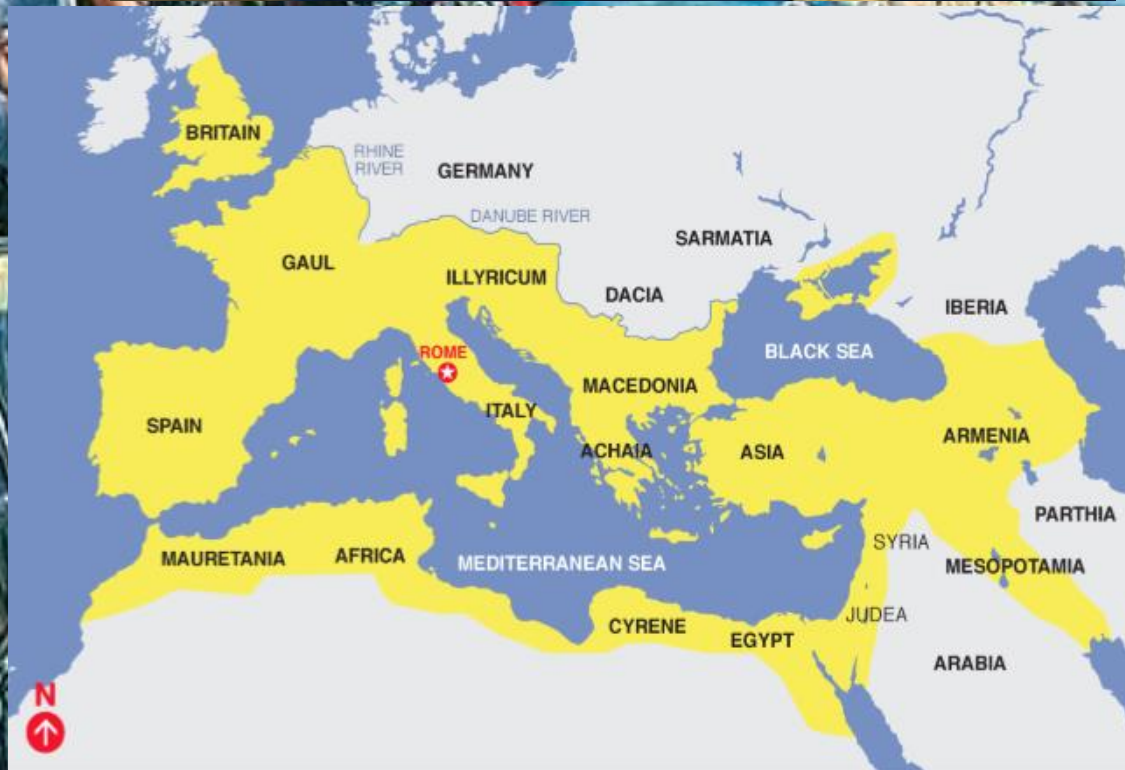 BRITAIN
RHINE
RIVER
GERMANY
DANUBE RIVER
SARMATIA
GAUL
ILLYRICUM
DACIA
IBERIA
ROME
BLACK SEA
MACEDONIA
ITALY
SPAIN
ACHAIA
ASIA
ARMENIA
PARTHIA
SYRIA
MAURETANIA
AFRICA
MEDITERRANEAN SEA
MESOPOTAMIA
JUDEA
CYRENE
EGYPT
ARABIA
N